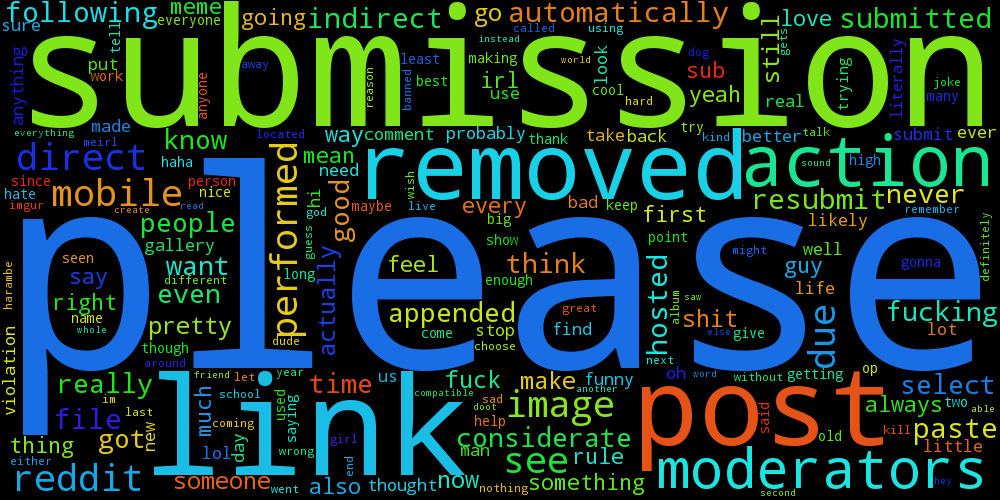 following
meme
everyone
sure
going
indirect
go
automatically
still
love
submitted
gets
submission
tell
called
using
instead
anything
put
work
anyone
away
reason
banned
least
best
making
irl
use
world
cool
hard
look
dog
sub
yeah
real
trying
literally
joke
many
everything
made
meirl
know
located
way
comment
probably
thank
take
back
try
kind
better
talk
submit
ever
direct
haha
mean
need
removed
action
sound
high
since
hate
imgur
mobile
person
nice
create
read
performed
hi
god
guess
good
maybe
wish
live
every
big
show
bad
keep
first
point
resubmit
never
likely
remember
people
gallery
different
please
want
seen
say
even
long
actually
feel
think
enough
hosted
album
saw
might
guy
life
well
gonna
definitely
harambe
right
name
whole
pretty
though
dude
appended
come
stop
choose
great
find
shit
else
give
due
fucking
lot
violation
around
really
friend
let
year
time
us
fuck
make
funny
next
oh
word
without
getting
op
select
im
file
last
school
used
much
link
compatible
sad
doot
help
another
image
post
said
always
two
able
thing
got
new
lol
coming
day
saying
wrong
girl
end
considerate
man
see
rule
old
kill
paste
little
either
reddit
someone
went
also
thought
now
nothing
something
moderators
second
hey